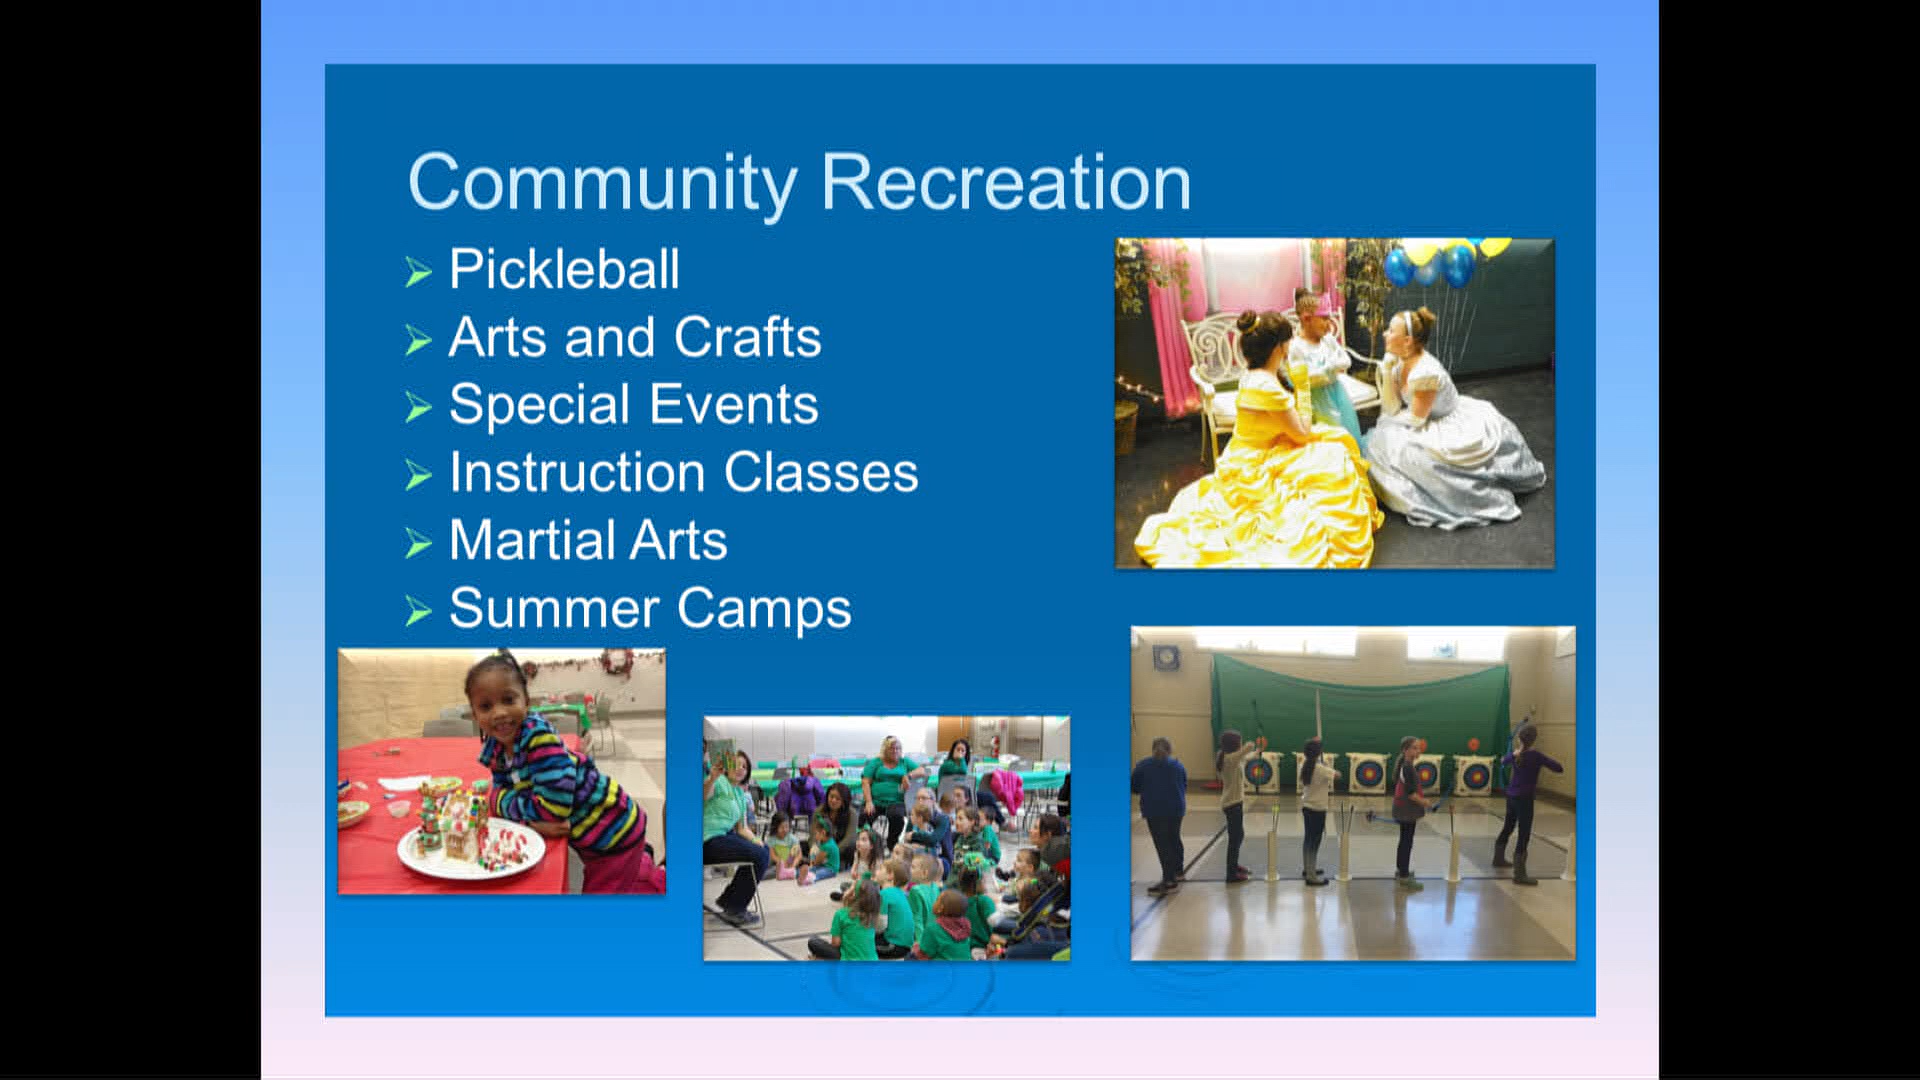 Community Recreation
Pickleball
Arts and Crafts
Special Events
Instruction Classes
Martial Arts
Summer Camps